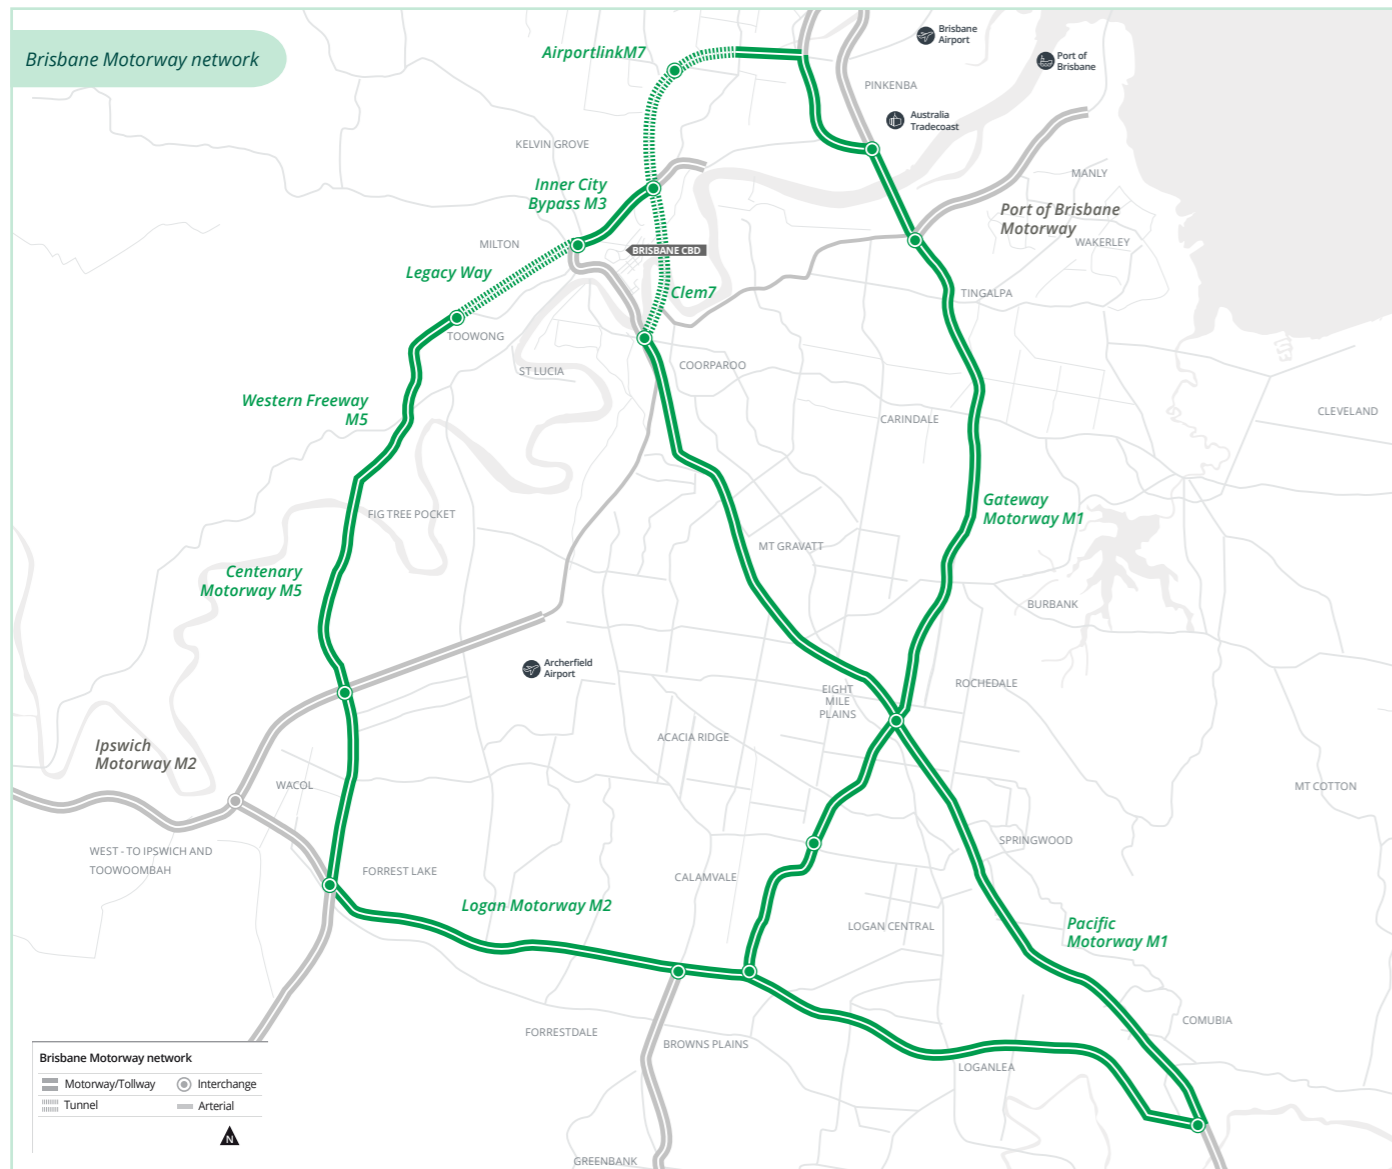 Brisbane Motorway network
AirportlinkM7
Brisbane
Airport
Port of
Brisbane
PINKENBA
Australia
Tradecoast
KELVIN GROVE
MANLY
Inner City
Bypass M3
Port of Brisbane
Motorway
WAKERLEY
MILTON
BRISBANE CBD
Legacy Way
Clem7
TINGALPA
TOOWONG
ST LUCIA
COORPAROO
Western Freeway
M5
CARINDALE
CLEVELAND
FIG TREE POCKET
Gateway
Motorway M1
MT GRAVATT
Centenary
Motorway M5
BURBANK
Archerfield
Airport
EIGHT
MILE
PLAINS
ROCHEDALE
ACACIA RIDGE
Ipswich
Motorway M2
WACOL
MT COTTON
WEST - TO IPSWICH AND
TOOWOOMBAH
SPRINGWOOD
FORREST LAKE
CALAMVALE
Logan Motorway M2
LOGAN CENTRAL
Pacific
Motorway M1
COMUBIA
FORRESTDALE
BROWNS PLAINS
LOGANLEA
GREENBANK
Brisbane Motorway network
Motorway/Tollway
Interchange
Tunnel
Arterial
N